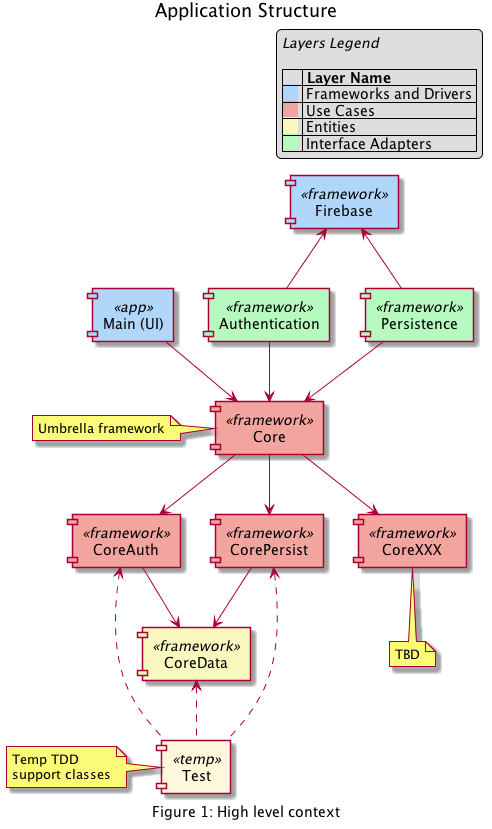 Application Structure
Layers Legend
Layer Name
Frameworks and Drivers
Use Cases
Entities
Interface Adapters
«framework»
Firebase
«app»
Main (UI)
«framework»
Authentication
«framework»
Persistence
Umbrella framework
«framework»
Core
«framework»
CoreAuth
«framework»
CorePersist
«framework»
CoreXXX
«framework»
CoreData
TBD
Temp TDD
support classes
«temp»
Test
Figure 1: High level context